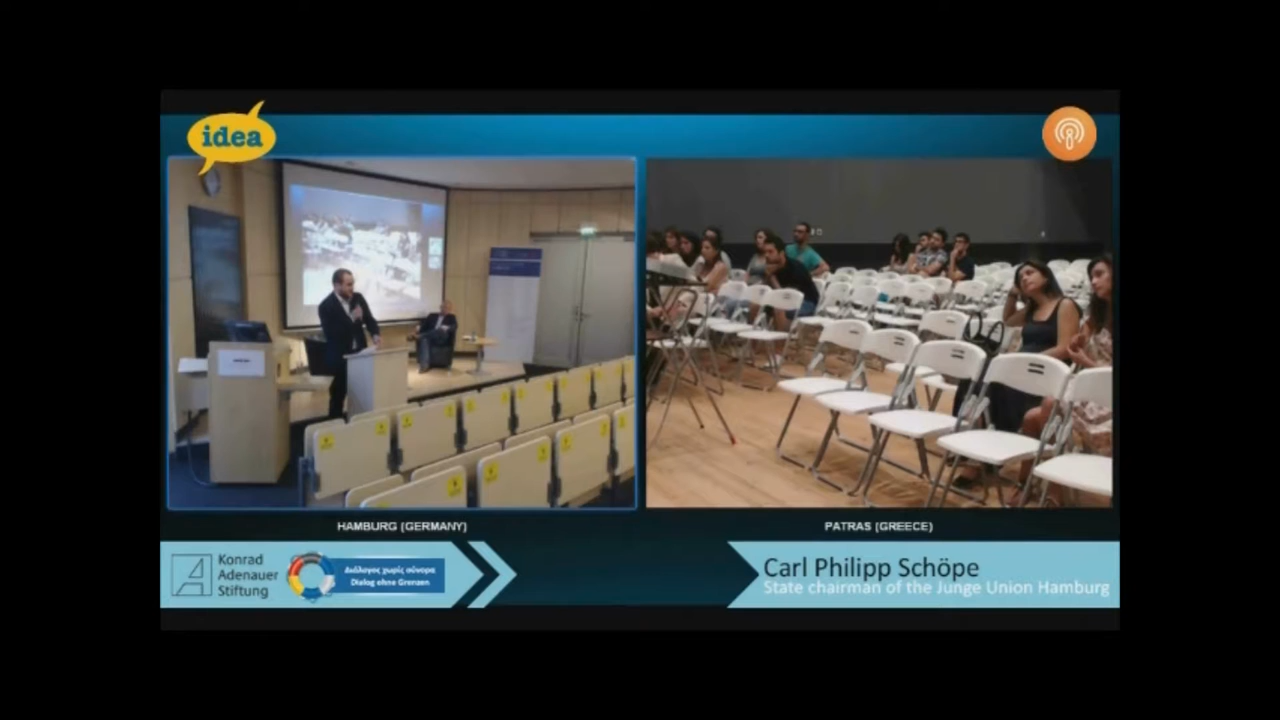 idea
HAMBURG (GERMANY)
PATRAS (GREECE)
Konrad
Adenauer
Stiftung
Διάλογος χωρίς σύνορα
Dialog ohne Grenzen
Carl Philipp Schöpe
State chairman of the Junge Union Hamburg